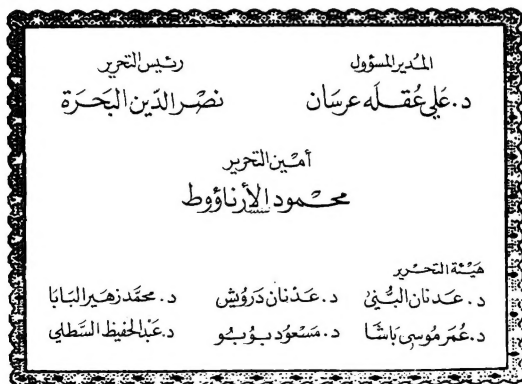 المدير المسؤول
د. علي عقله عرسان
رئيس التحرير
نصر الدين البحرة
أمين التحرير
محمود الأرناؤوط
هيئة التحرير
د. عدنان البني د. عدنان درويش د. محمد زهير البابا
د. عمر موسى باشا د. مسعود بوبو د. عبد الحفيظ السطلي